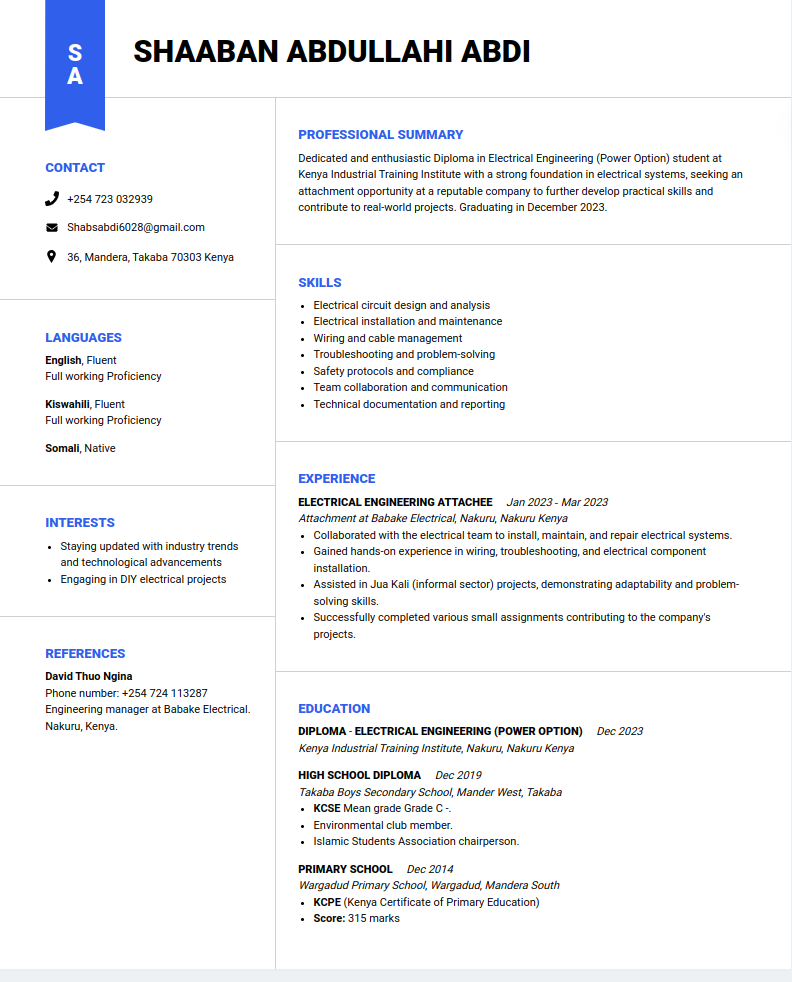 S
A
SHAABAN ABDULLAHI ABDI
CONTACT
+254 723 032939
Shabsabdi6028@gmail.com
36, Mandera, Takaba 70303 Kenya
LANGUAGES
English, Fluent
Full working Proficiency
Kiswahili, Fluent
Full working Proficiency
Somali, Native
INTERESTS
• Staying updated with industry trends
and technological advancements
• Engaging in DIY electrical projects
REFERENCES
David Thuo Ngina
Phone number: +254 724 113287
Engineering manager at Babake Electrical.
Nakuru, Kenya.
PROFESSIONAL SUMMARY
Dedicated and enthusiastic Diploma in Electrical Engineering (Power Option) student at
Kenya Industrial Training Institute with a strong foundation in electrical systems, seeking an
attachment opportunity at a reputable company to further develop practical skills and
contribute to real-world projects. Graduating in December 2023.
SKILLS
• Electrical circuit design and analysis
• Electrical installation and maintenance
• Wiring and cable management
• Troubleshooting and problem-solving
• Safety protocols and compliance
• Team collaboration and communication
• Technical documentation and reporting
EXPERIENCE
ELECTRICAL ENGINEERING ATTACHEE Jan 2023 - Mar 2023
Attachment at Babake Electrical, Nakuru, Nakuru Kenya
• Collaborated with the electrical team to install, maintain, and repair electrical systems.
• Gained hands-on experience in wiring, troubleshooting, and electrical component
installation.
• Assisted in Jua Kali (informal sector) projects, demonstrating adaptability and problem-
solving skills.
• Successfully completed various small assignments contributing to the company's
projects.
EDUCATION
DIPLOMA - ELECTRICAL ENGINEERING (POWER OPTION) Dec 2023
Kenya Industrial Training Institute, Nakuru, Nakuru Kenya
HIGH SCHOOL DIPLOMA Dec 2019
Takaba Boys Secondary School, Mander West, Takaba
• KCSE Mean grade Grade C -.
• Environmental club member.
• Islamic Students Association chairperson.
PRIMARY SCHOOL Dec 2014
Wargadud Primary School, Wargadud, Mandera South
• KCPE (Kenya Certificate of Primary Education)
• Score: 315 marks